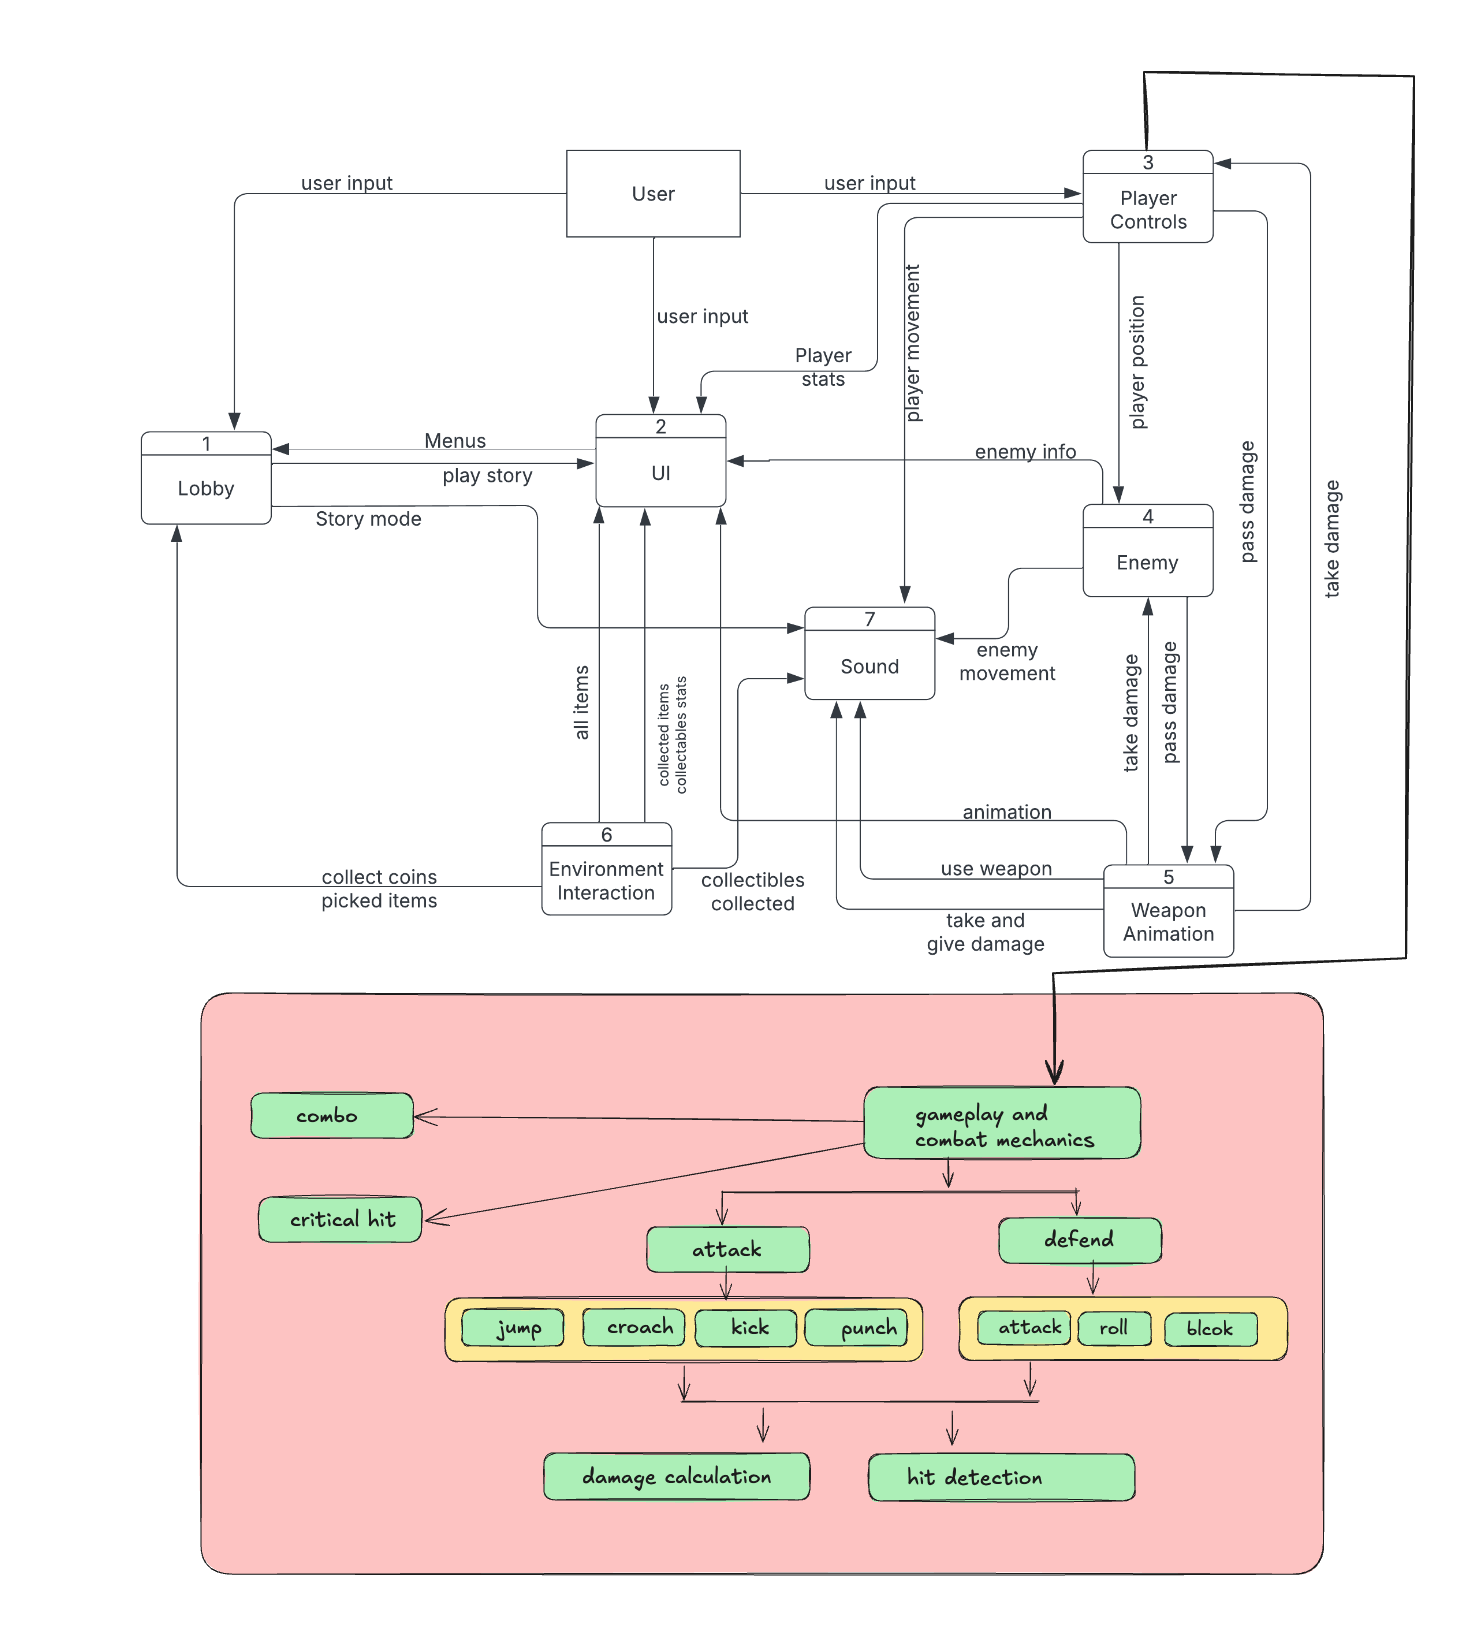 user input
User
user input
3
Player
Controls
user input
player movement
player position
Player
stats
pass damage
take damage
1
Lobby
Menus
play story
Story mode
2
UI
enemy info
4
Enemy
7
Sound
enemy
movement
all items
collected items
collectables stats
take damage
pass damage
animation
6
Environment
Interaction
collect coins
picked items
collectibles
collected
use weapon
take and
give damage
5
Weapon
Animation
combo
gameplay and
combat mechanics
critical hit
attack
defend
jump
croach
kick
punch
attack
roll
blcok
damage calculation
hit detection